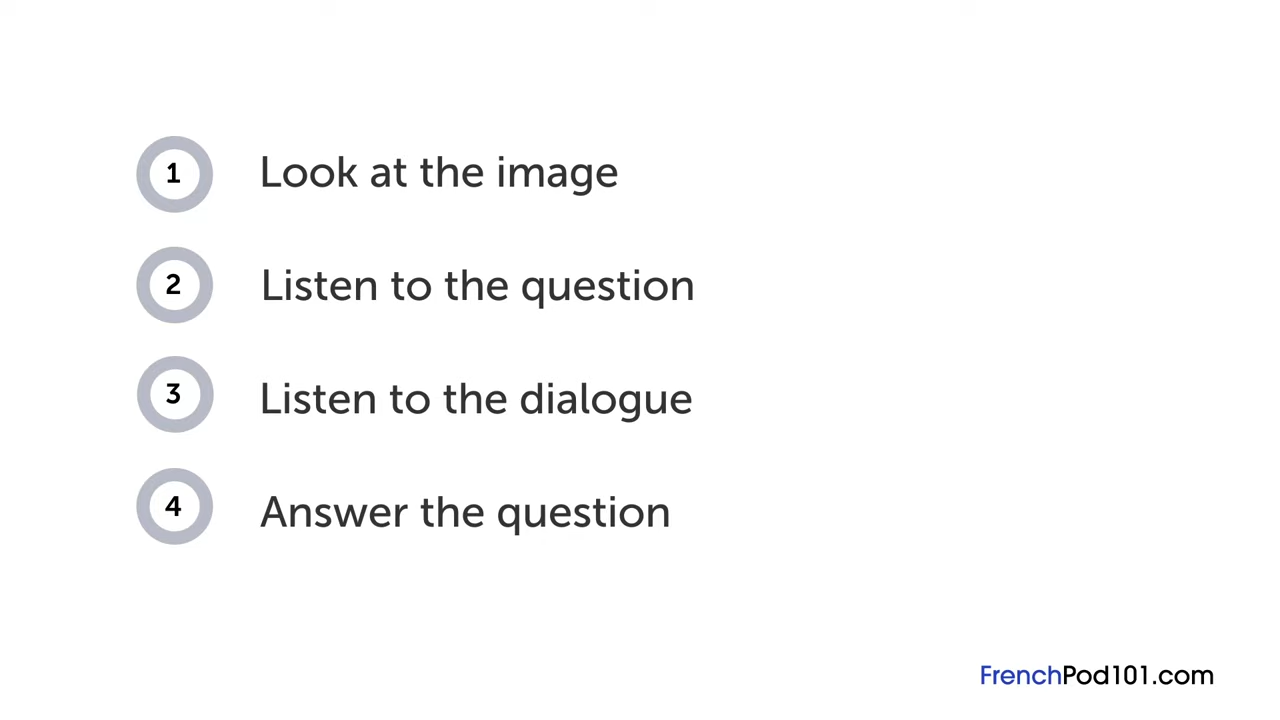 1 Look at the image
2 Listen to the question
3 Listen to the dialogue
4 Answer the question
FrenchPod101.com